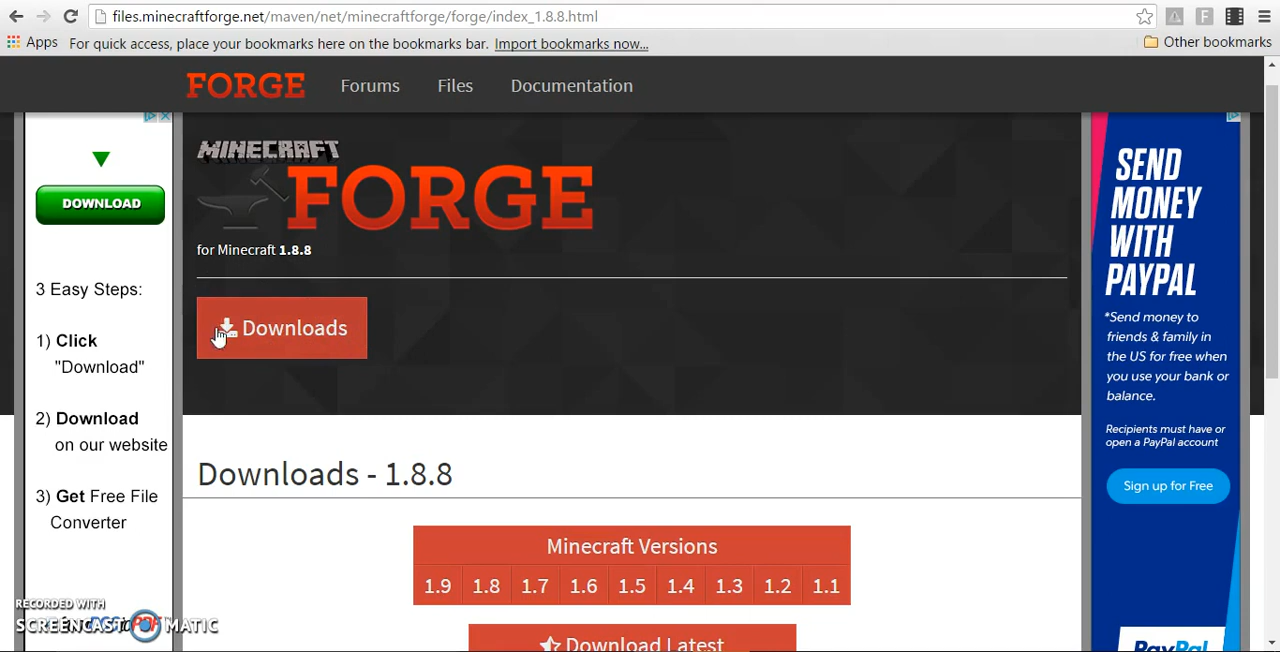 files.minecraftforge.net/maven/net/minecraftforge/forge/index_1.8.8.html
Apps For quick access, place your bookmarks here on the bookmarks bar. Import bookmarks now... Other bookmarks
FORGE Forums Files Documentation
MINECRAFT
FORGE
for Minecraft 1.8.8
Downloads
DOWNLOAD
3 Easy Steps:
1) Click
"Download"
2) Download
on our website
3) Get Free File
Converter
Downloads - 1.8.8
Minecraft Versions
1.9 1.8 1.7 1.6 1.5 1.4 1.3 1.2 1.1
Download Latest
SEND
MONEY
WITH
PAYPAL
*Send money to
friends & family in
the US for free when
you use your bank or
balance.
Recipients must have or
open a PayPal account
Sign up for Free
PayPal
RECORDED WITH
SCREENCAST MATIC